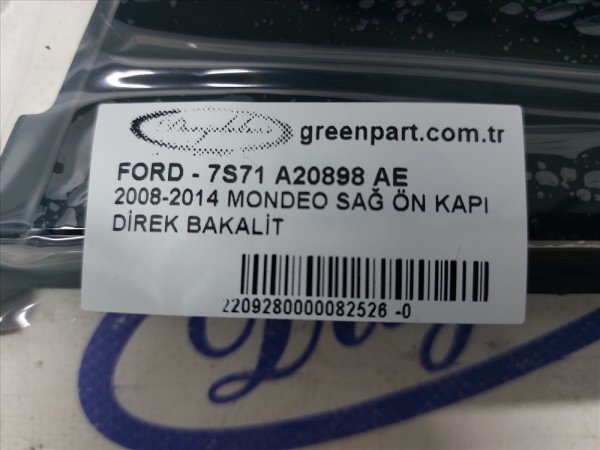 greenpart.com.tr
FORD - 7S71 A20898 AE
2008-2014 MONDEO SAĞ ÖN KAPI
DİREK BAKALİT
2209280000082526 -0